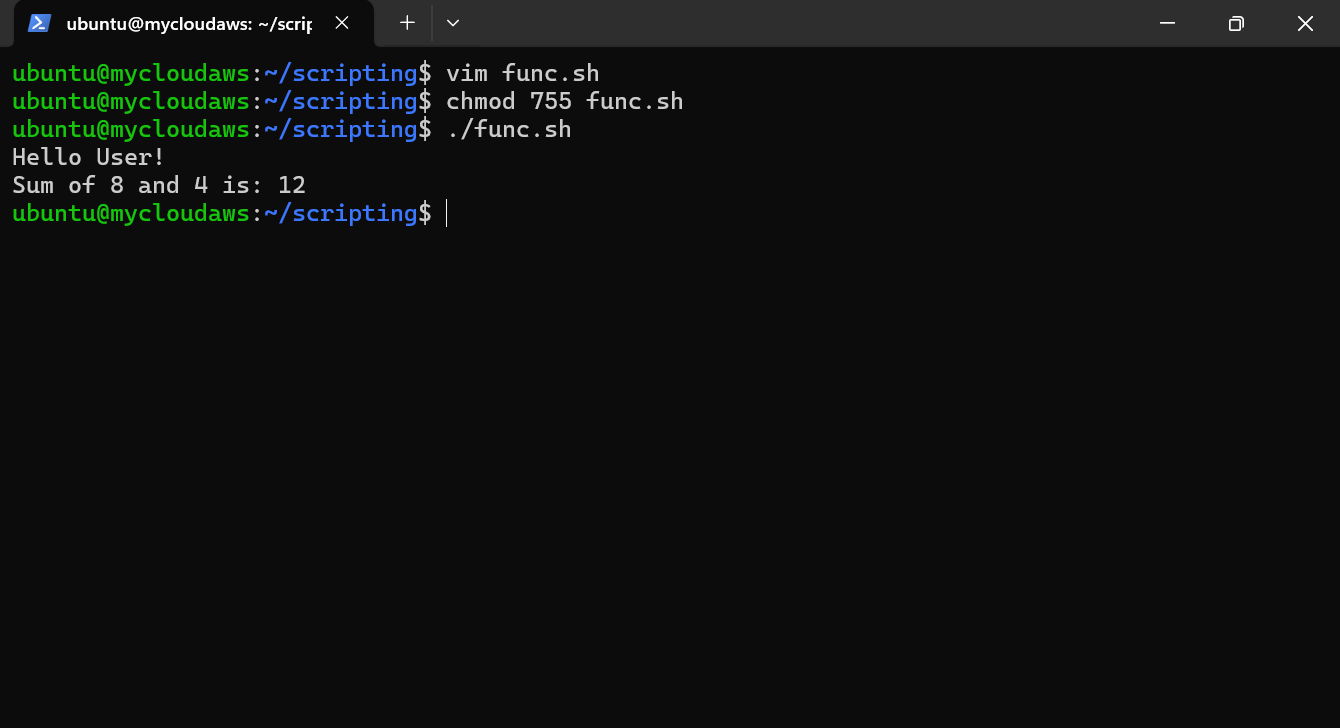 ubuntu@mycloudaws: ~/scrip
ubuntu@mycloudaws:~/scripting$ vim func.sh
ubuntu@mycloudaws:~/scripting$ chmod 755 func.sh
ubuntu@mycloudaws:~/scripting$ ./func.sh
Hello User!
Sum of 8 and 4 is: 12
ubuntu@mycloudaws:~/scripting$